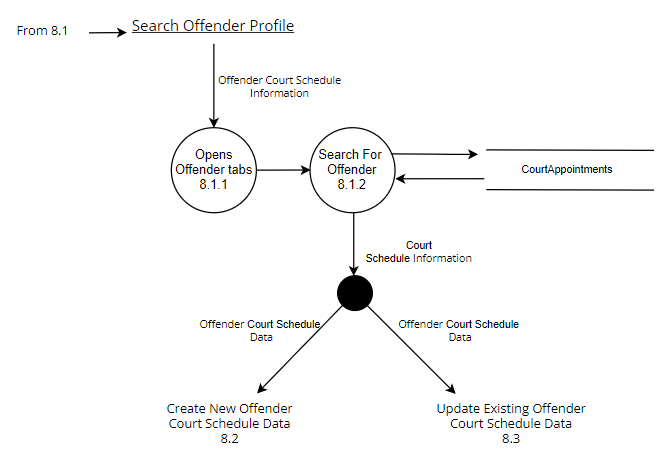 From 8.1
Search Offender Profile
Offender Court Schedule
Information
Opens
Offender tabs
8.1.1
Search For
Offender
8.1.2
CourtAppointments
Court
Schedule Information
Offender Court Schedule
Data
Offender Court Schedule
Data
Create New Offender
Court Schedule Data
8.2
Update Existing Offender
Court Schedule Data
8.3